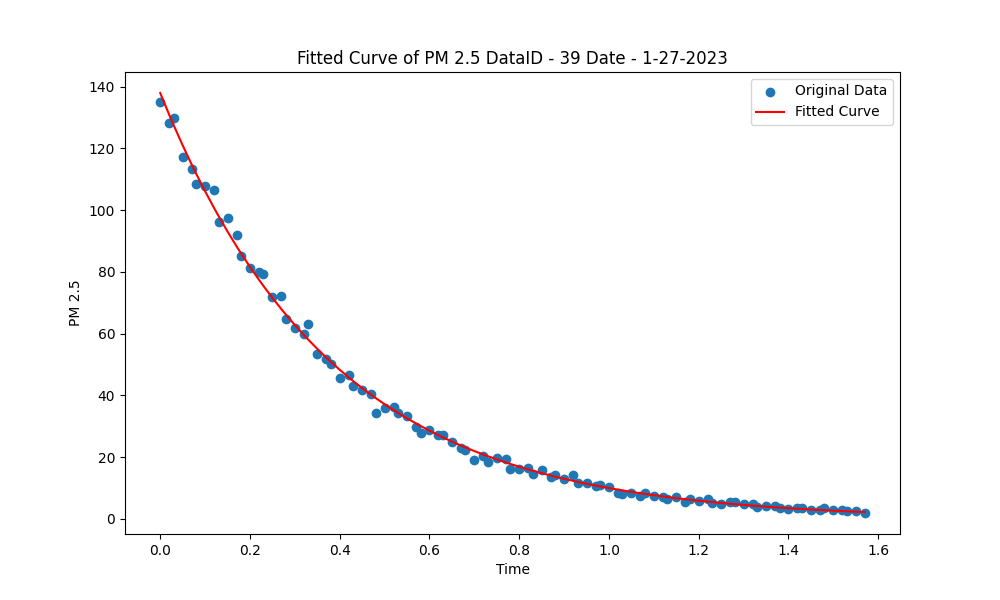 Fitted Curve of PM 2.5 DataID - 39 Date - 1-27-2023
Original Data
Fitted Curve
140
120
100
80
60
40
20
0
PM 2.5
0.0 0.2 0.4 0.6 0.8 1.0 1.2 1.4 1.6
Time